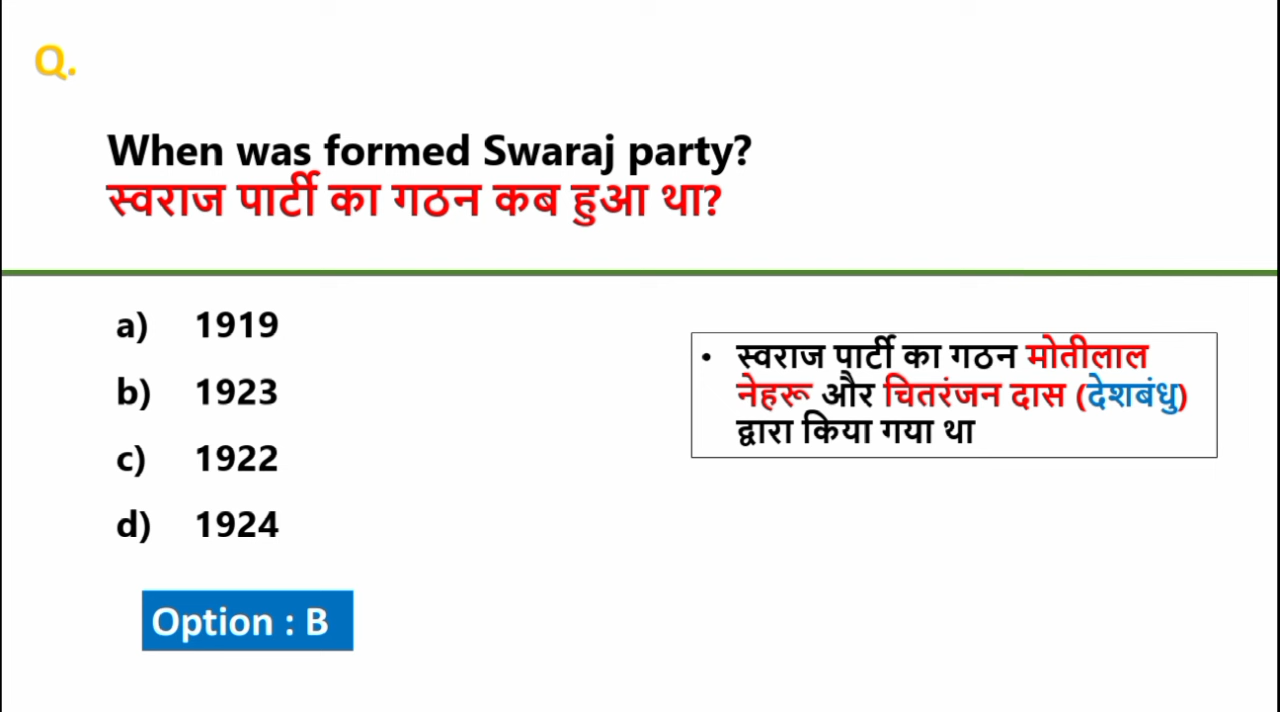 Q.
When was formed Swaraj party?
स्वराज पार्टी का गठन कब हुआ था?
a) 1919
b) 1923
c) 1922
d) 1924
• स्वराज पार्टी का गठन मोतीलाल
नेहरू और चितरंजन दास (देशबंधु)
द्वारा किया गया था
Option : B